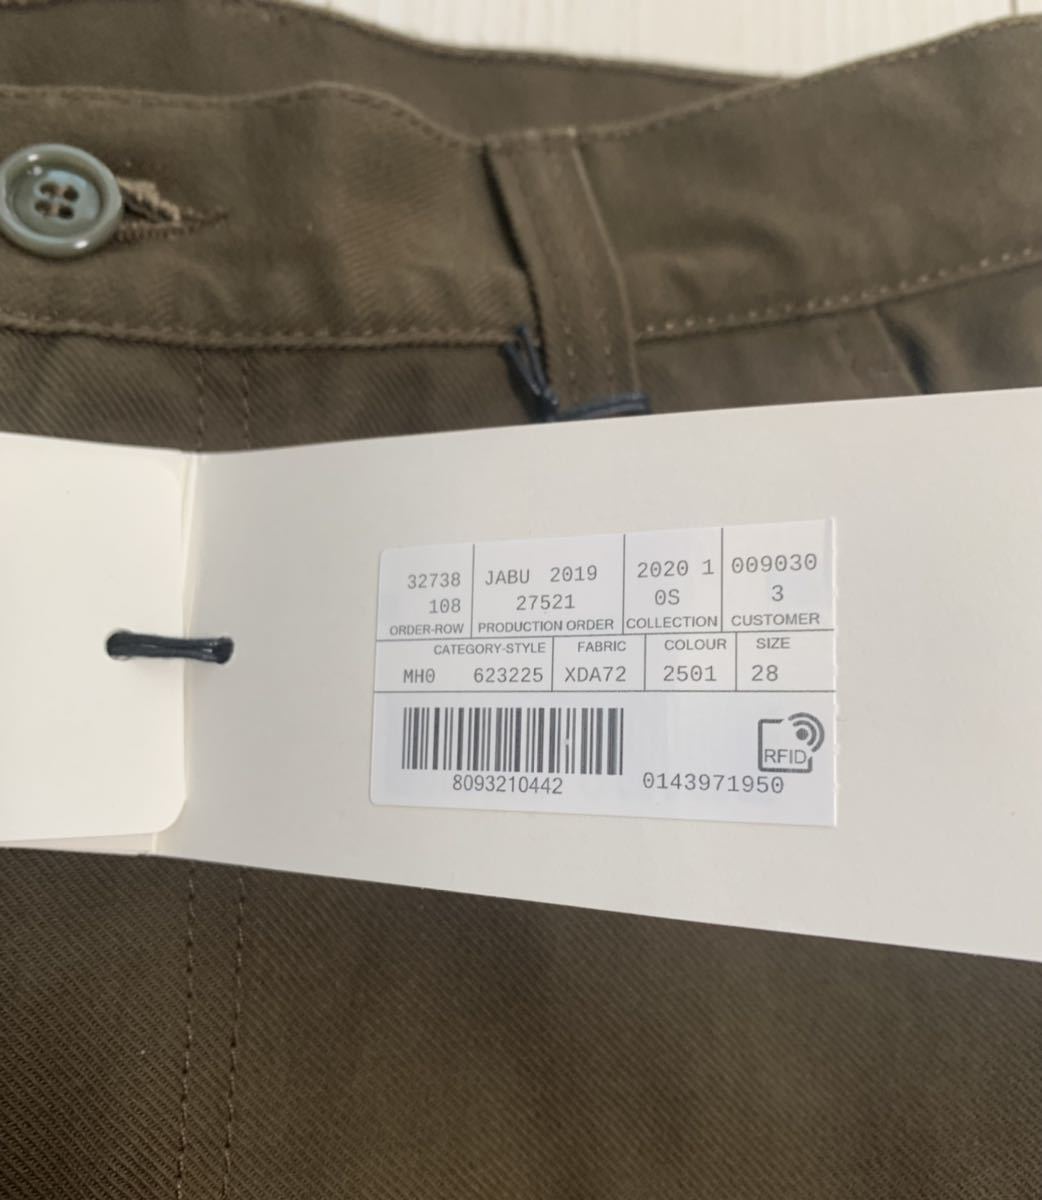 32738 JABU 2019 2020 1 009030
108 27521 0S 3
ORDER-ROW PRODUCTION ORDER COLLECTION CUSTOMER
CATEGORY-STYLE FABRIC COLOUR SIZE
MH0 623225 XDA72 2501 28
8093210442 0143971950
RFID